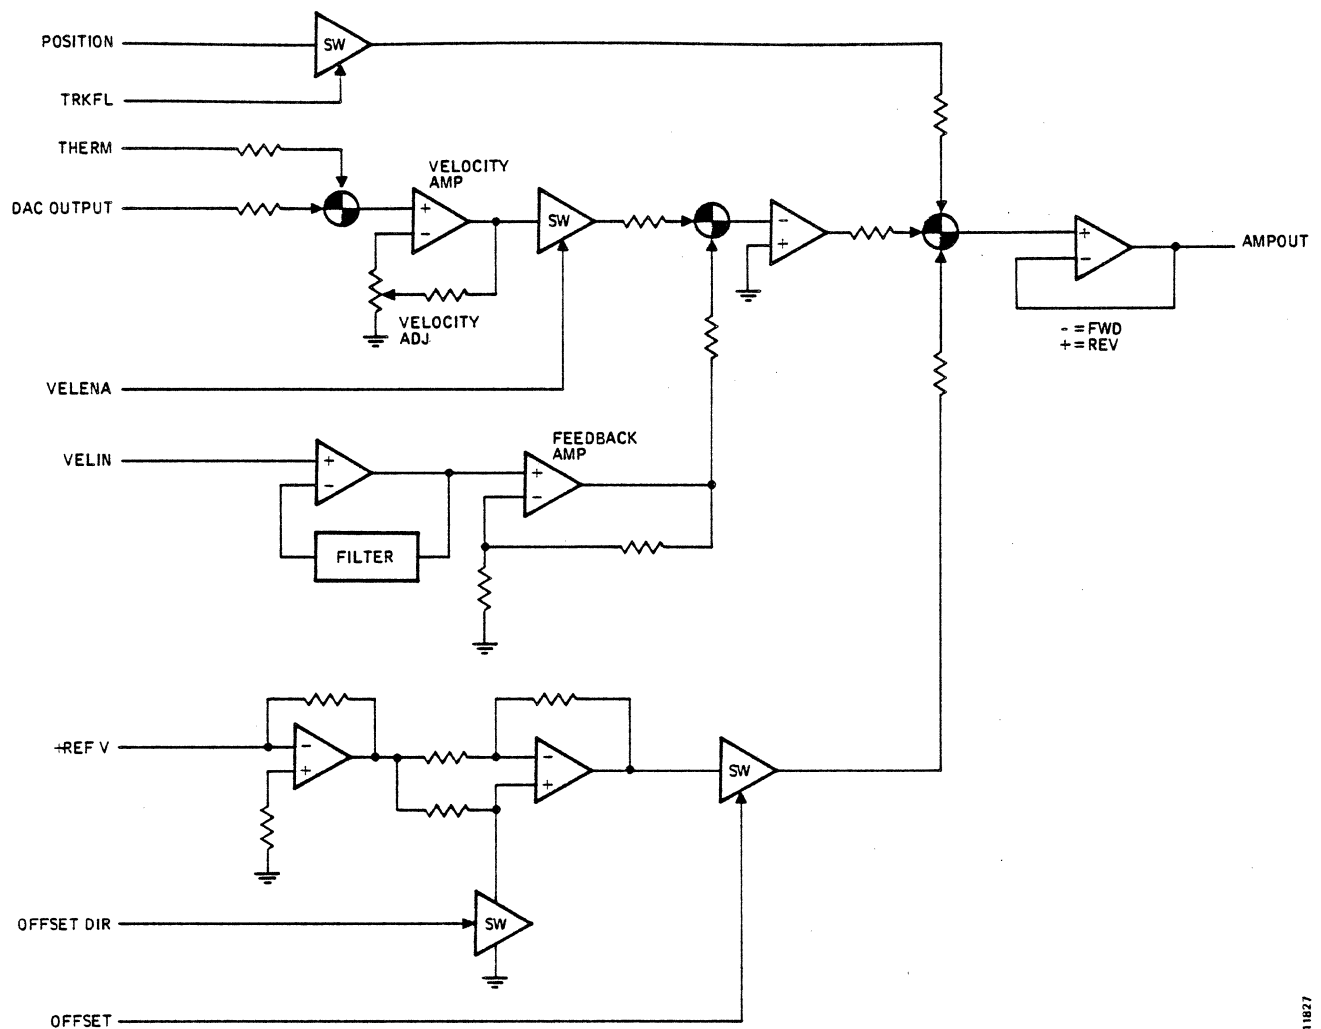 POSITION
SW
TRKFL
THERM
VELOCITY
AMP
DAC OUTPUT
+
-
SW
-
+
+
-
AMPOUT
VELOCITY
ADJ.
- = FWD
+ = REV
VELENA
VELIN
+
-
FEEDBACK
AMP
+
-
FILTER
+REF V
-
+
-
+
SW
OFFSET DIR
SW
OFFSET
11827